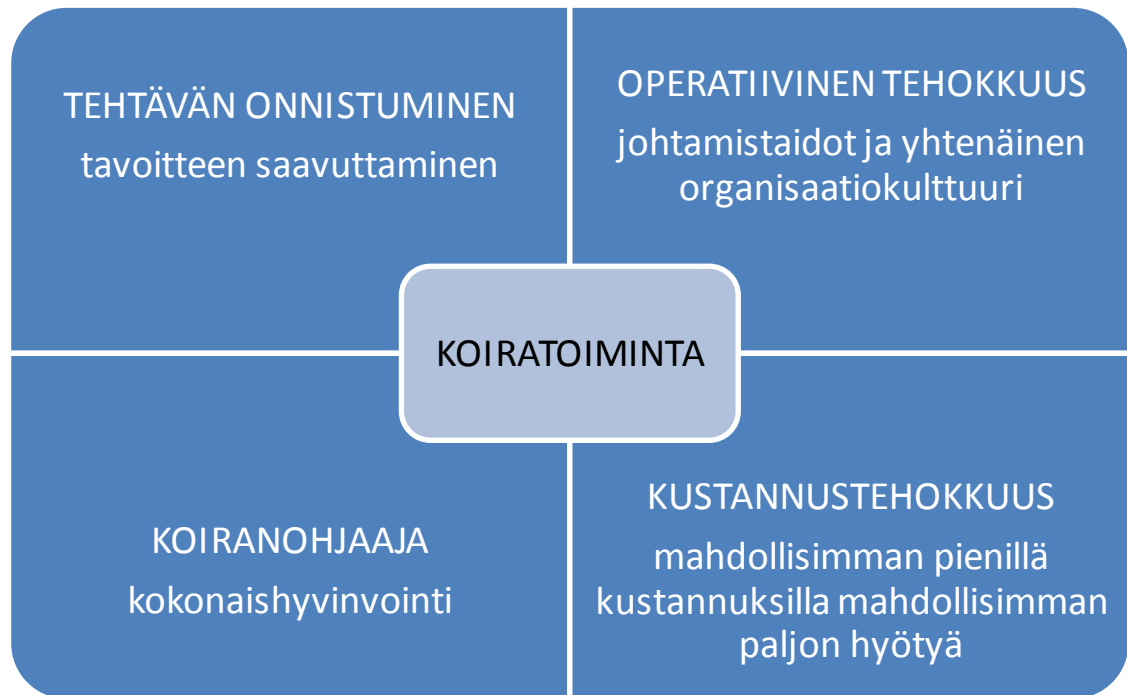 TEHTÄVÄN ONNISTUMINEN
tavoitteen saavuttaminen
OPERATIIVINEN TEHOKKUUS
johtamistaidot ja yhtenäinen
organisaatiokulttuuri
KOIRATOIMINTA
KOIRANOHJAAJA
kokonaishyvinvointi
KUSTANNUSTEHOKKUUS
mahdollisimman pienillä
kustannuksilla mahdollisimman
paljon hyötyä